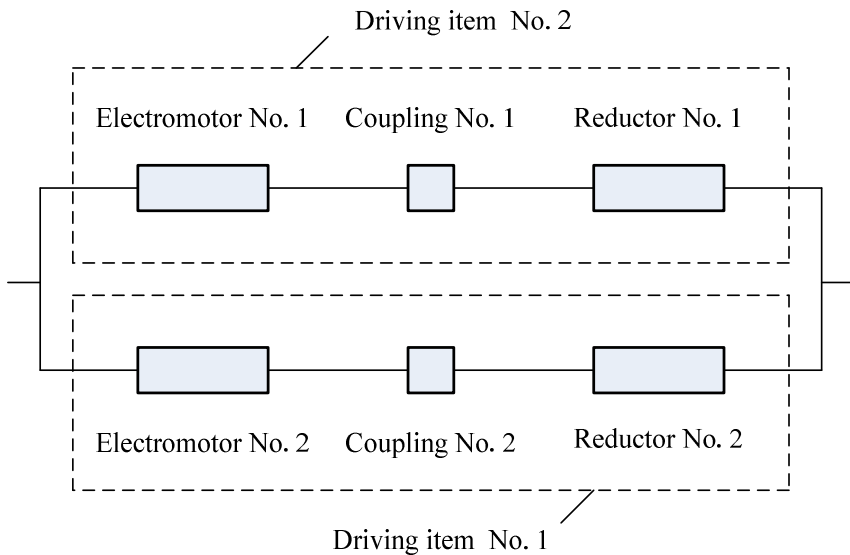 Driving item No. 2
Electromotor No. 1 Coupling No. 1 Reductor No. 1
Electromotor No. 2 Coupling No. 2 Reductor No. 2
Driving item No. 1